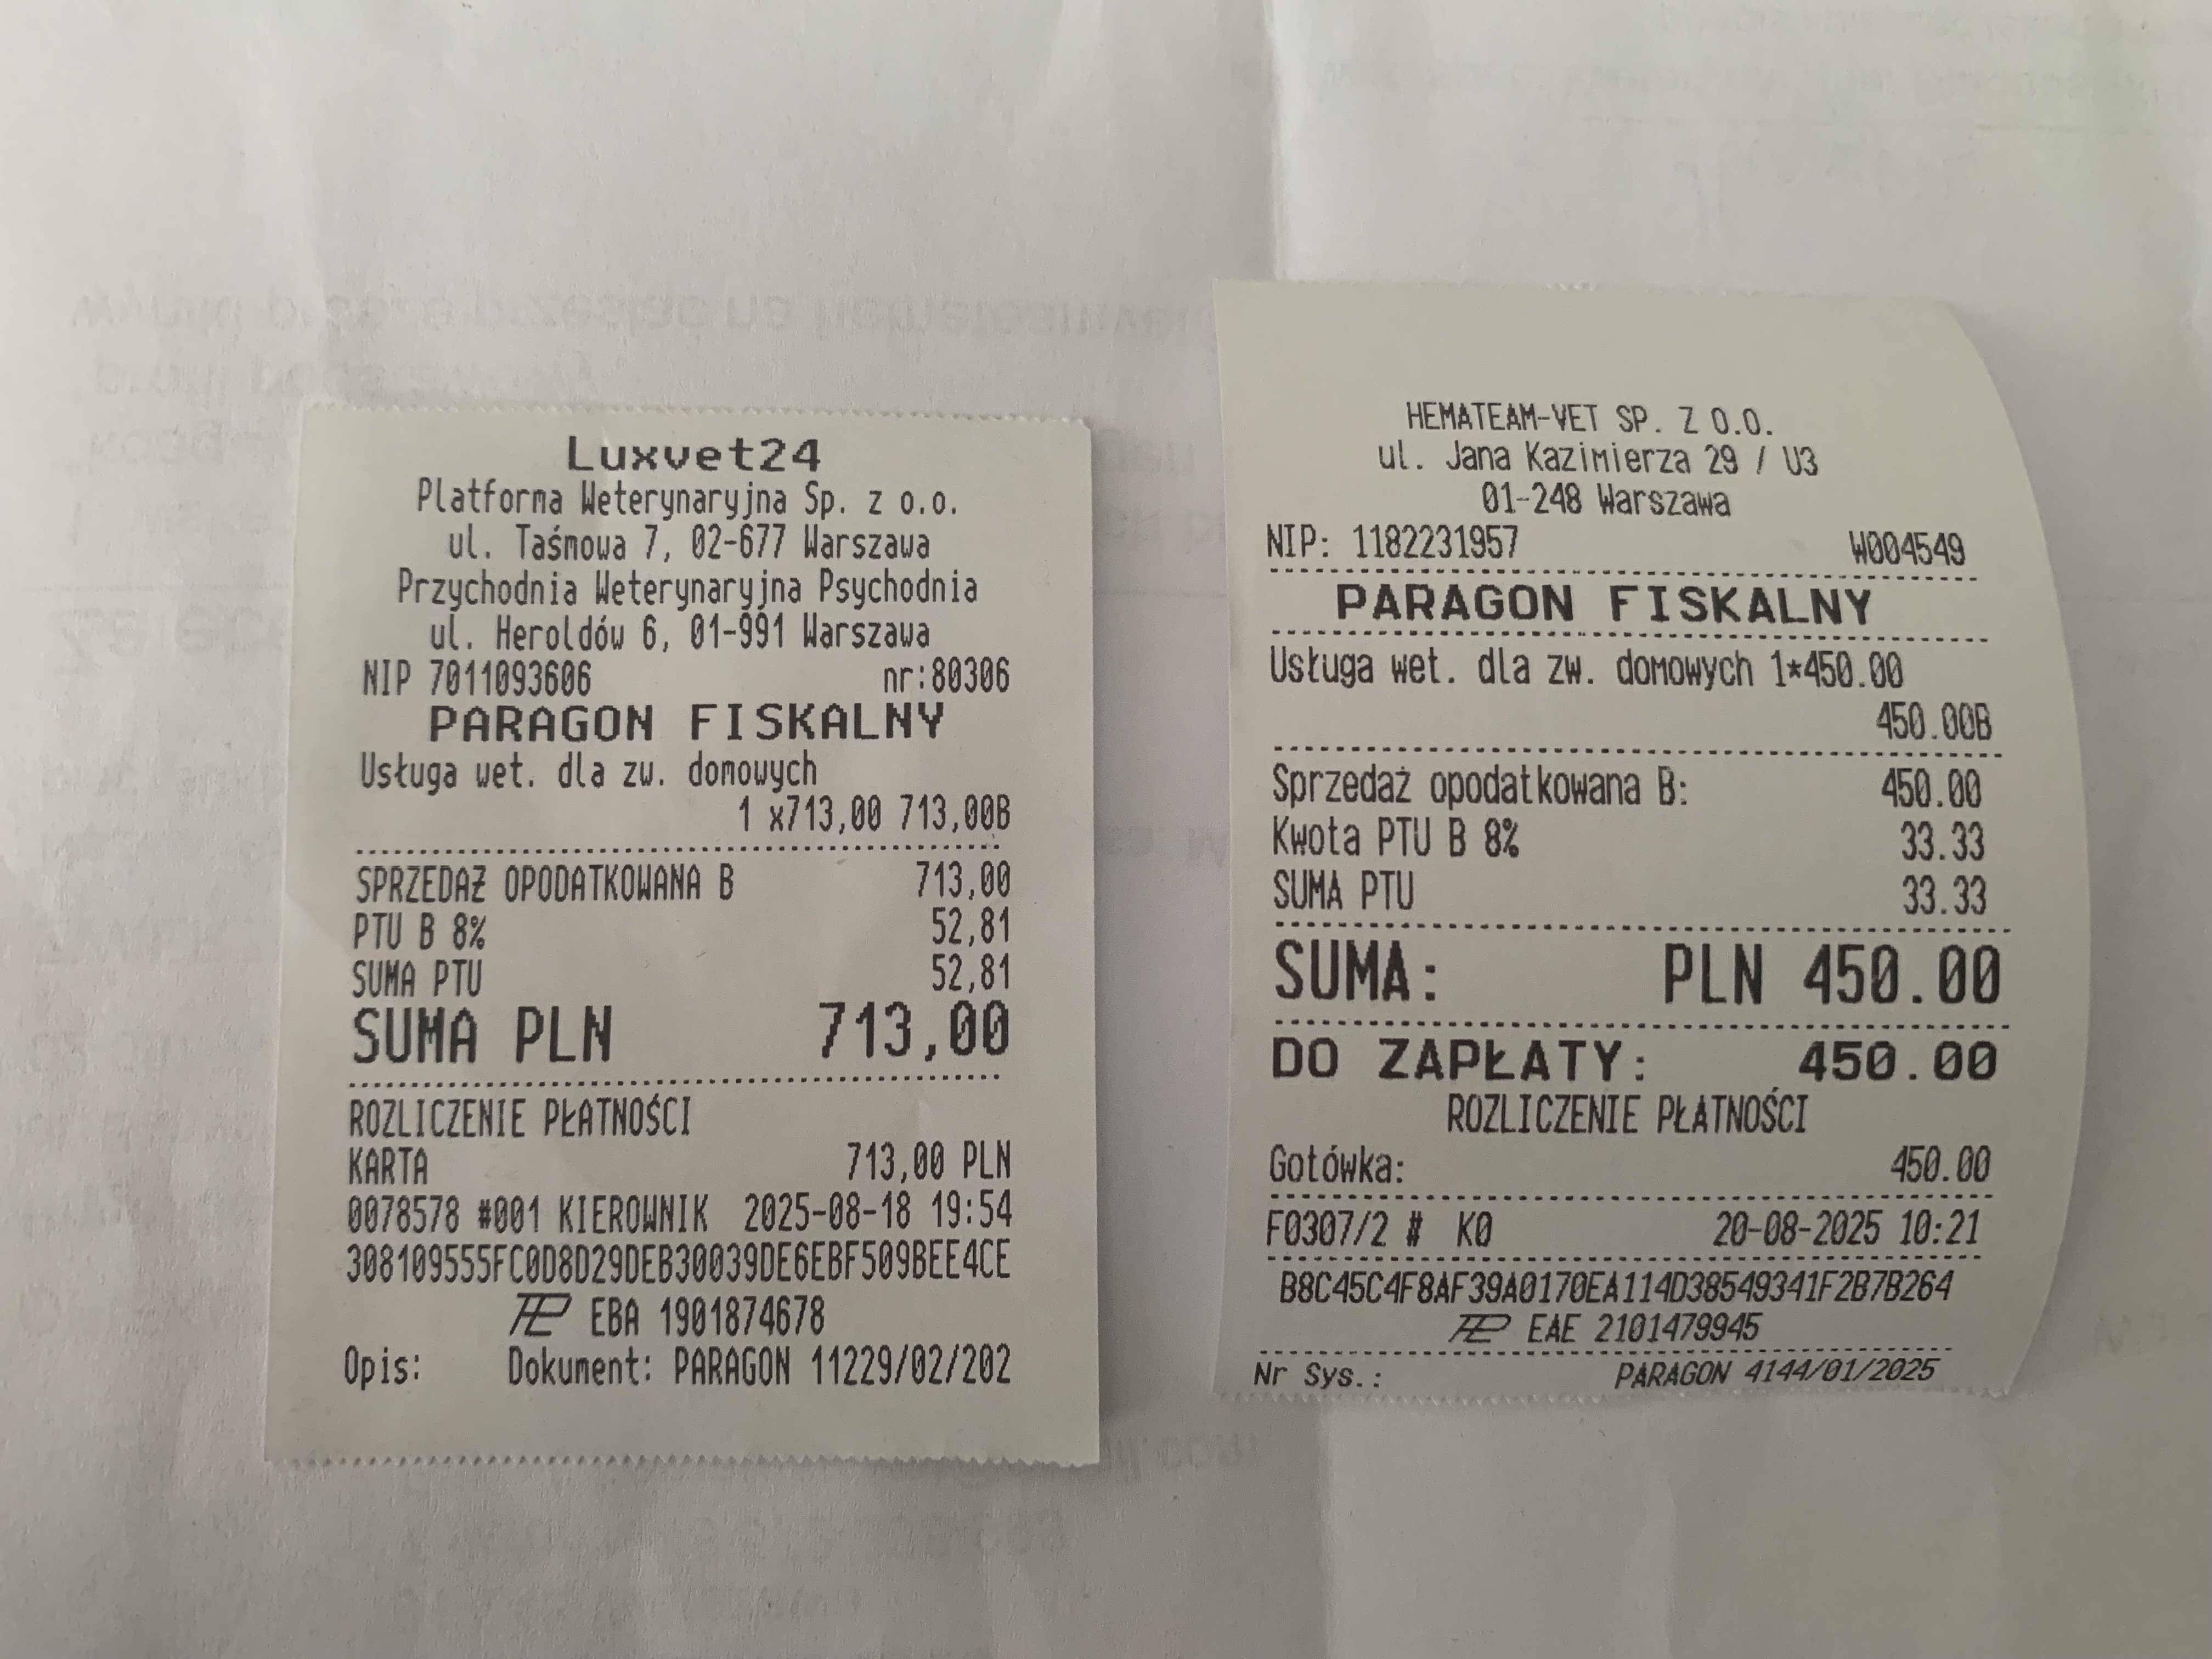 Luxvet24
Platforma Weterynaryjna Sp. z o.o.
ul. Taśmowa 7, 02-677 Warszawa
Przychodnia Weterynaryjna Psychodnia
ul. Heroldów 6, 01-991 Warszawa
NIP 7011093606 nr:80306
PARAGON FISKALNY
Usługa wet. dla zw. domowych
1 x713,00 713,00B
SPRZEDAŻ OPODATKOWANA B 713,00
PTU B 8% 52,81
SUMA PTU 52,81
SUMA PLN 713,00
ROZLICZENIE PŁATNOŚCI
KARTA 713,00 PLN
0078578 #001 KIEROWNIK 2025-08-18 19:54
308109555FC0D8D29DEB30039DE6EBF509BEE4CE
EBA 1901874678
Opis: Dokument: PARAGON 11229/02/202
HEMATEAM-VET SP. Z O.O.
ul. Jana Kazimierza 29 / U3
01-248 Warszawa
NIP: 1182231957 W004549
PARAGON FISKALNY
Usługa wet. dla zw. domowych 1*450.00
450.00B
Sprzedaż opodatkowana B: 450.00
Kwota PTU B 8% 33.33
SUMA PTU 33.33
SUMA: PLN 450.00
DO ZAPŁATY: 450.00
ROZLICZENIE PŁATNOŚCI
Gotówka: 450.00
F0307/2 # K0 20-08-2025 10:21
B8C45C4F8AF39A0170EA114D38549341F2B7B264
EAE 2101479945
Nr Sys.: PARAGON 4144/01/2025